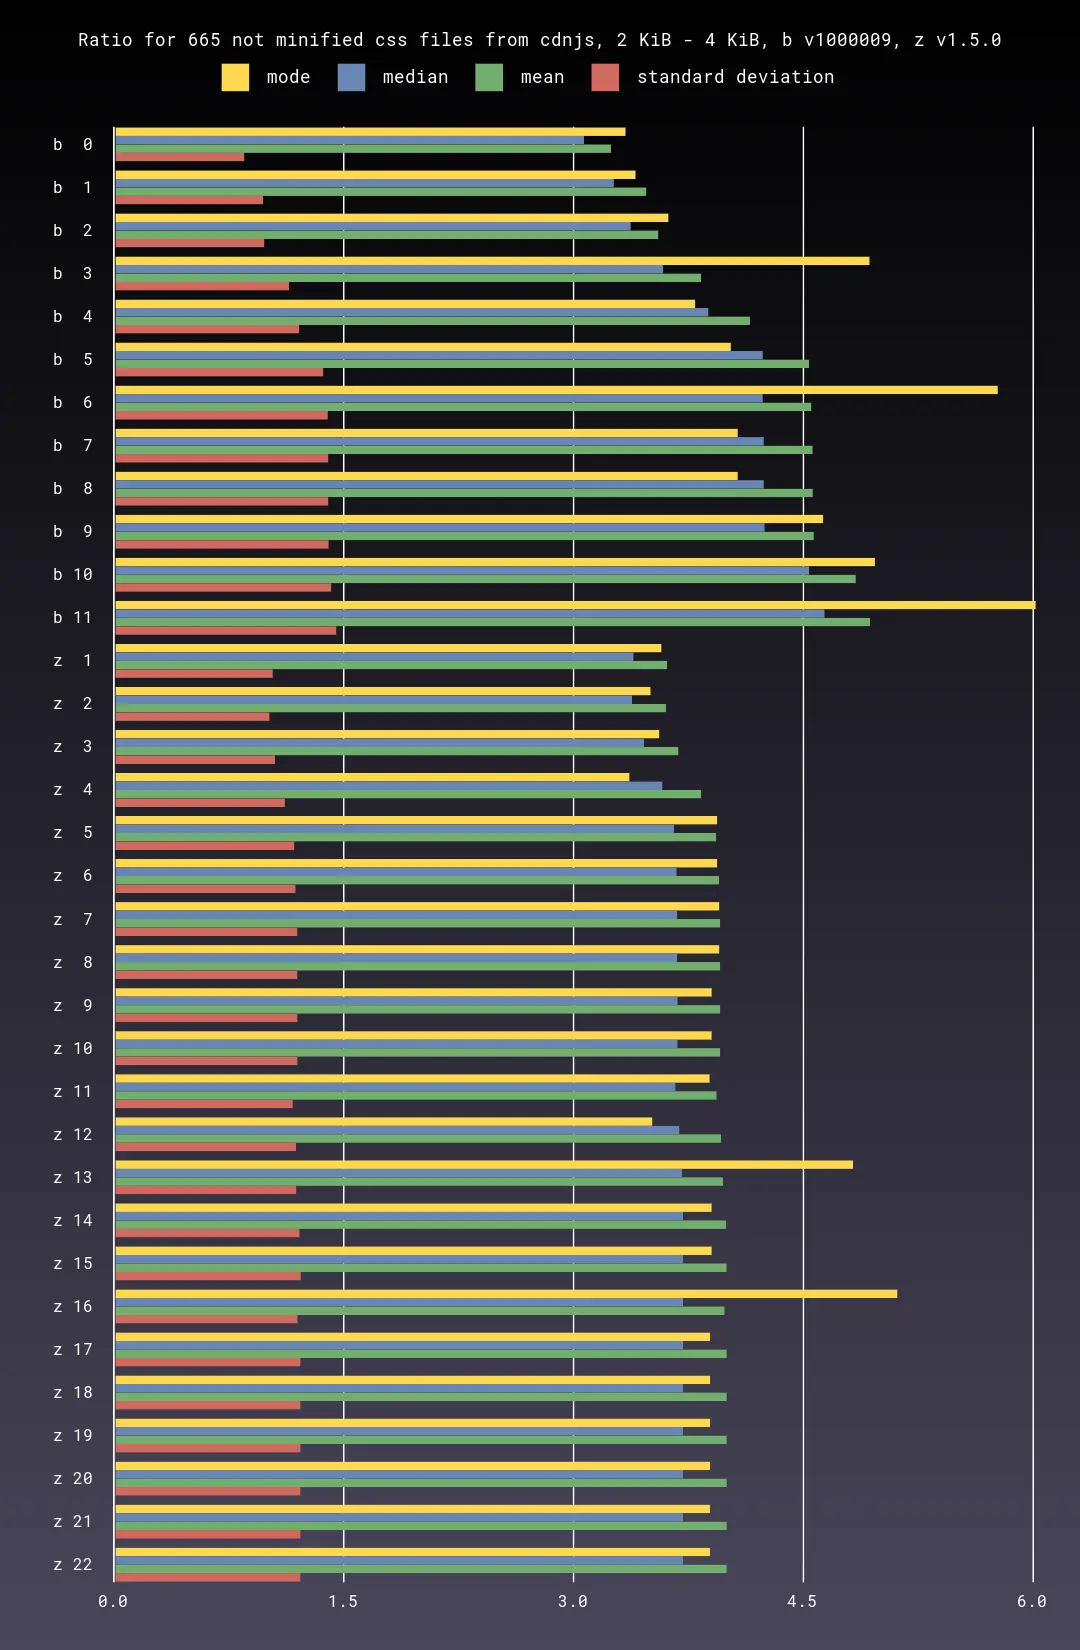 Ratio for 665 not minified css files from cdnjs, 2 KiB - 4 KiB, b v1000009, z v1.5.0
mode median mean standard deviation
b 0
b 1
b 2
b 3
b 4
b 5
b 6
b 7
b 8
b 9
b 10
b 11
z 1
z 2
z 3
z 4
z 5
z 6
z 7
z 8
z 9
z 10
z 11
z 12
z 13
z 14
z 15
z 16
z 17
z 18
z 19
z 20
z 21
z 22
0.0 1.5 3.0 4.5 6.0